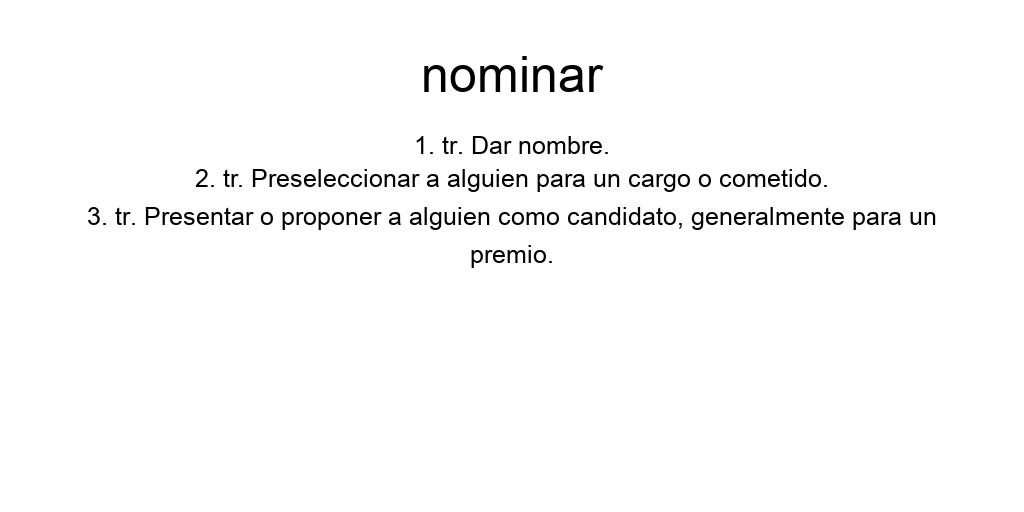 nominar
1. tr. Dar nombre.
2. tr. Preseleccionar a alguien para un cargo o cometido.
3. tr. Presentar o proponer a alguien como candidato, generalmente para un
premio.